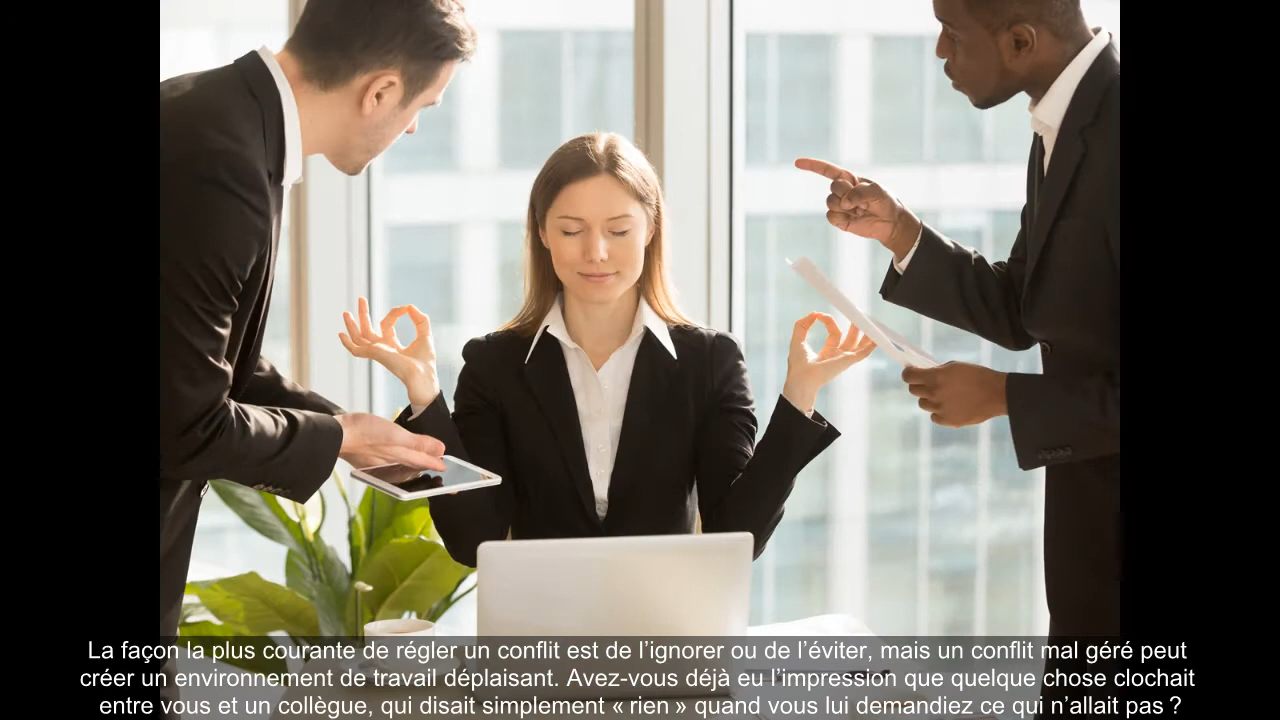 La façon la plus courante de régler un conflit est de l’ignorer ou de l’éviter, mais un conflit mal géré peut
créer un environnement de travail déplaisant. Avez-vous déjà eu l’impression que quelque chose clochait
entre vous et un collègue, qui disait simplement « rien » quand vous lui demandiez ce qui n’allait pas ?